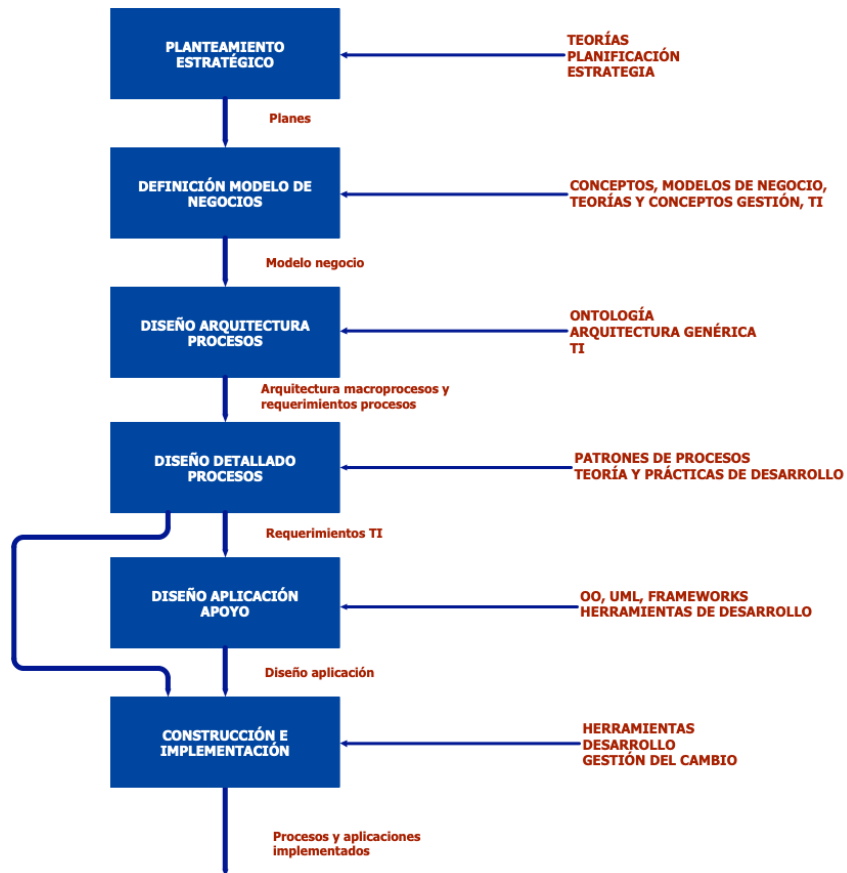 PLANTEAMIENTO
ESTRATÉGICO
TEORÍAS
PLANIFICACIÓN
ESTRATEGIA
Planes
DEFINICIÓN MODELO DE
NEGOCIOS
CONCEPTOS, MODELOS DE NEGOCIO,
TEORÍAS Y CONCEPTOS GESTIÓN, TI
Modelo negocio
DISEÑO ARQUITECTURA
PROCESOS
ONTOLOGÍA
ARQUITECTURA GENÉRICA
TI
Arquitectura macroprocesos y
requerimientos procesos
DISEÑO DETALLADO
PROCESOS
PATRONES DE PROCESOS
TEORÍA Y PRÁCTICAS DE DESARROLLO
Requerimientos TI
DISEÑO APLICACIÓN
APOYO
OO, UML, FRAMEWORKS
HERRAMIENTAS DE DESARROLLO
Diseño aplicación
CONSTRUCCIÓN E
IMPLEMENTACIÓN
HERRAMIENTAS
DESARROLLO
GESTIÓN DEL CAMBIO
Procesos y aplicaciones
implementados